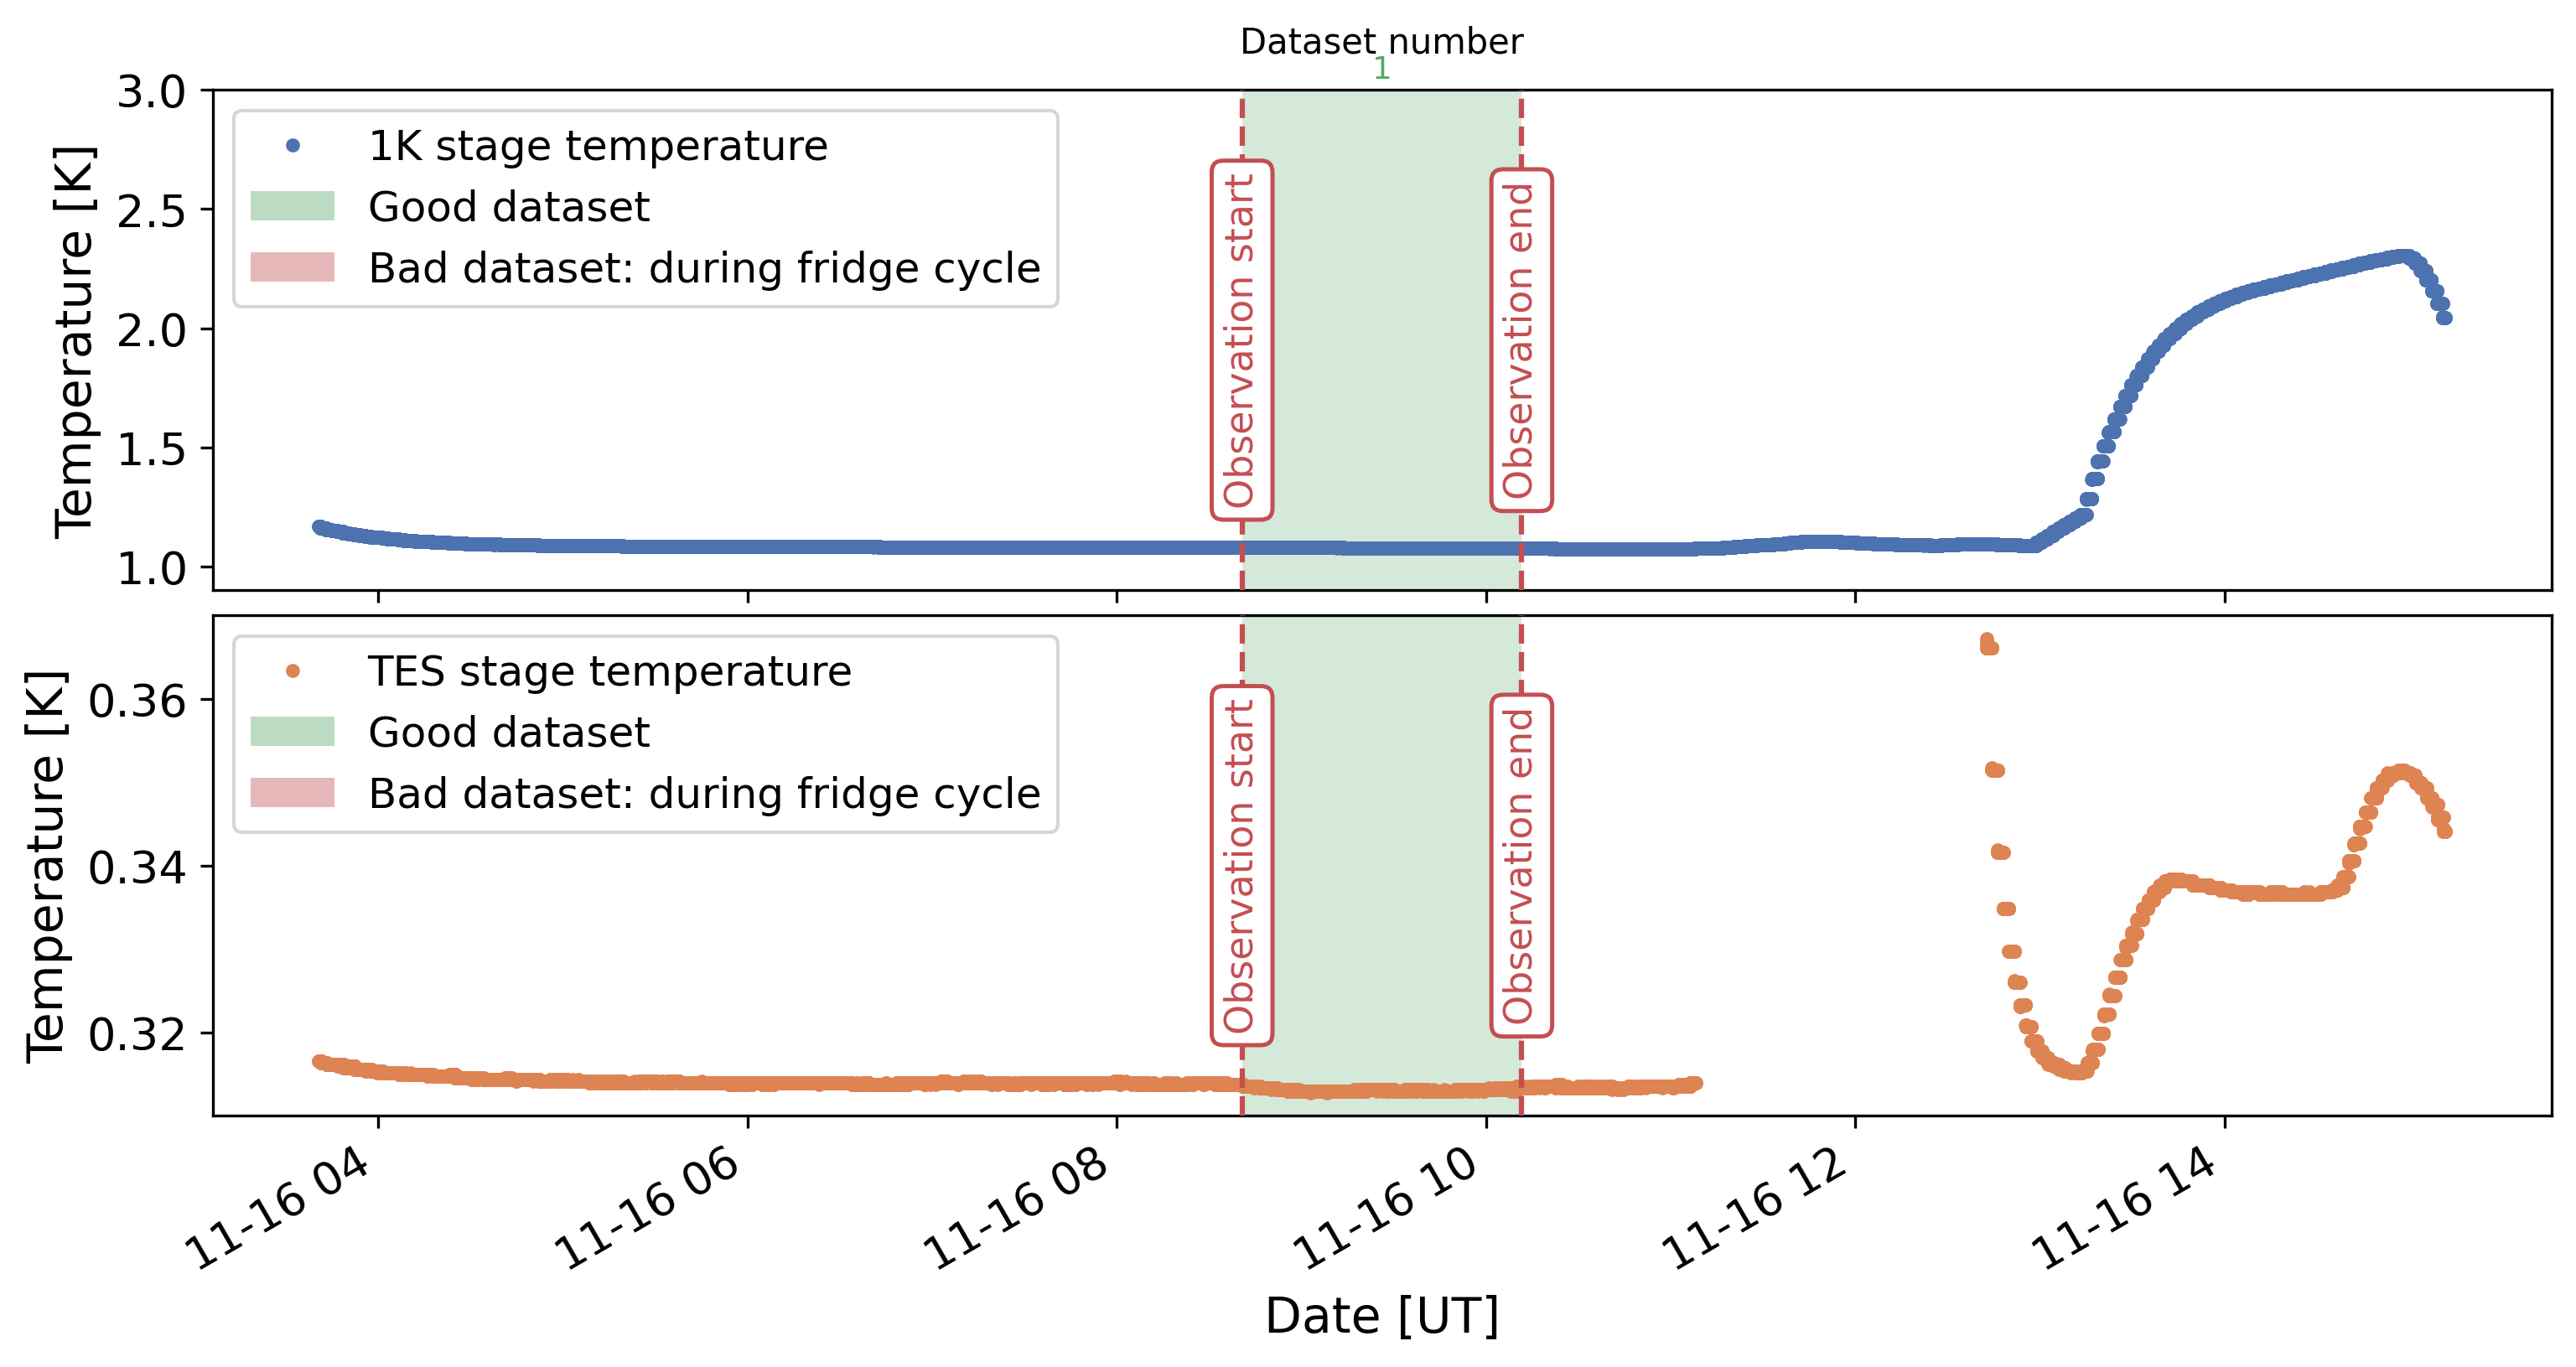 Dataset number
1
Temperature [K]
3.0
2.5
2.0
1.5
1.0
1K stage temperature
Good dataset
Bad dataset: during fridge cycle
Observation start
Observation end
Temperature [K]
0.36
0.34
0.32
TES stage temperature
Good dataset
Bad dataset: during fridge cycle
Observation start
Observation end
11-16 04
11-16 06
11-16 08
11-16 10
11-16 12
11-16 14
Date [UT]